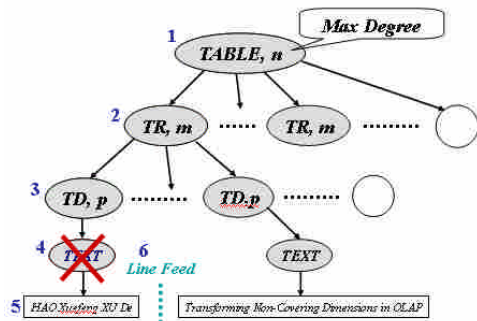 1
Max Degree
TABLE, n
2
TR, m
TR, m
3
TD, p
TD,p
4
TEXT
6
TEXT
Line Feed
5
HAO Xuefeng XU De
Transforming Non-Covering Dimensions in OLAP